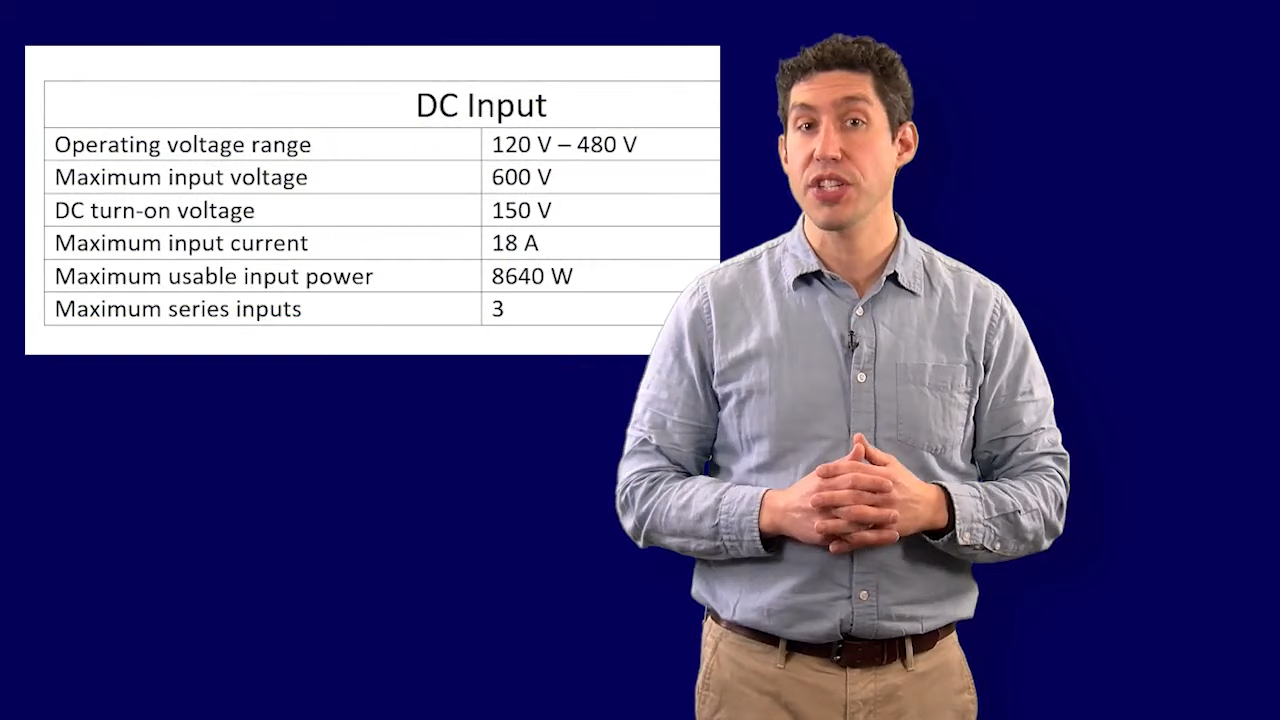 DC Input
Operating voltage range 120 V – 480 V
Maximum input voltage 600 V
DC turn-on voltage 150 V
Maximum input current 18 A
Maximum usable input power 8640 W
Maximum series inputs 3